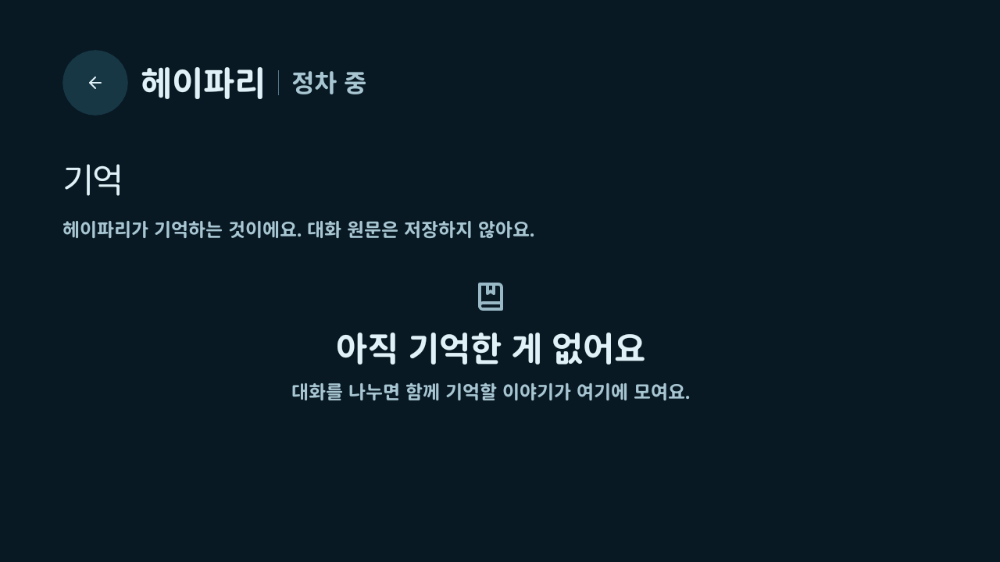 헤이파리 | 정차 중
기억
헤이파리가 기억하는 것이에요. 대화 원문은 저장하지 않아요.
아직 기억한 게 없어요
대화를 나누면 함께 기억할 이야기가 여기에 모여요.